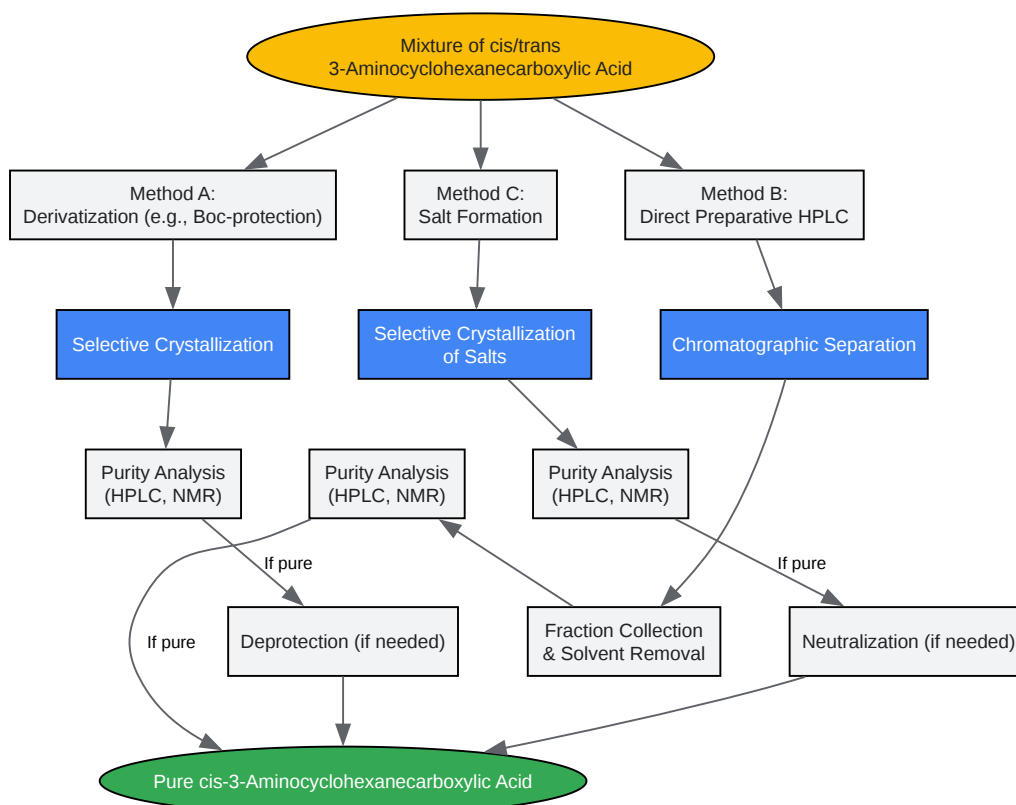 Mixture of cis/trans
3-Aminocyclohexanecarboxylic Acid
Method A:
Derivatization (e.g., Boc-protection)
Method C:
Salt Formation
Method B:
Direct Preparative HPLC
Selective Crystallization
Selective Crystallization
of Salts
Chromatographic Separation
Purity Analysis
(HPLC, NMR)
Purity Analysis
(HPLC, NMR)
Purity Analysis
(HPLC, NMR)
If pure
If pure
If pure
Deprotection (if needed)
Fraction Collection
& Solvent Removal
Neutralization (if needed)
Pure cis-3-Aminocyclohexanecarboxylic Acid